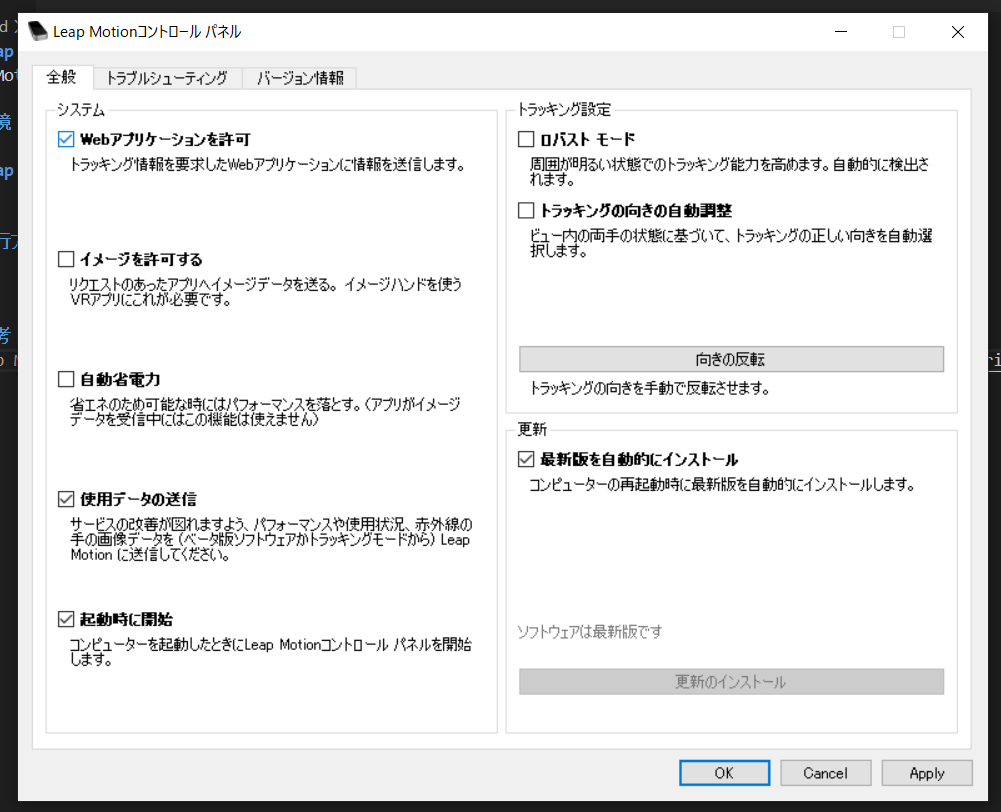 Leap Motionコントロール パネル
全般
トラブルシューティング
バージョン情報
システム
Webアプリケーションを許可
トラッキング情報を要求したWebアプリケーションに情報を送信します。
イメージを許可する
リクエストのあったアプリへイメージデータを送る。イメージハンドを使う
VRアプリにこれが必要です。
自動省電力
省エネのため可能な時にはパフォーマンスを落とす。(アプリがイメージ
データを受信中にはこの機能は使えません)
使用データの送信
サービスの改善が図れますよう、パフォーマンスや使用状況、赤外線の
手の画像データを (ベータ版ソフトウェアかトラッキングモードから) Leap
Motion に送信してください。
起動時に開始
コンピューターを起動したときにLeap Motionコントロール パネルを開始
します。
トラッキング設定
ロバスト モード
周囲が明るい状態でのトラッキング能力を高めます。自動的に検出さ
れます。
トラッキングの向きの自動調整
ビュー内の両手の状態に基づいて、トラッキングの正しい向きを自動選
択します。
向きの反転
トラッキングの向きを手動で反転させます。
更新
最新版を自動的にインストール
コンピューターの再起動時に最新版を自動的にインストールします。
ソフトウェアは最新版です
更新のインストール
OK
Cancel
Apply